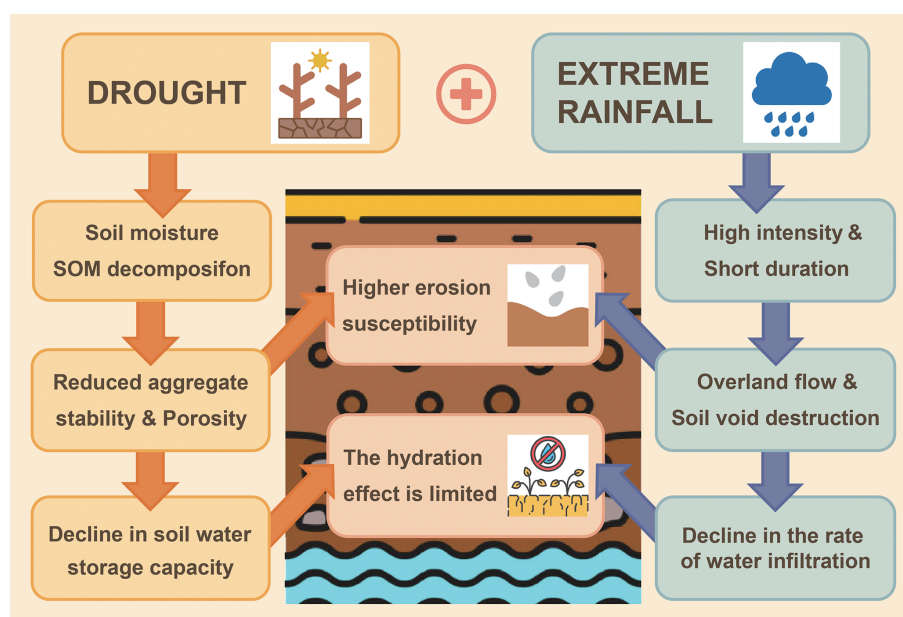 DROUGHT
EXTREME
RAINFALL
Soil moisture
SOM decomposifon
High intensity &
Short duration
Higher erosion
susceptibility
Reduced aggregate
stability & Porosity
Overland flow &
Soil void destruction
The hydration
effect is limited
Decline in soil water
storage capacity
Decline in the rate
of water infiltration